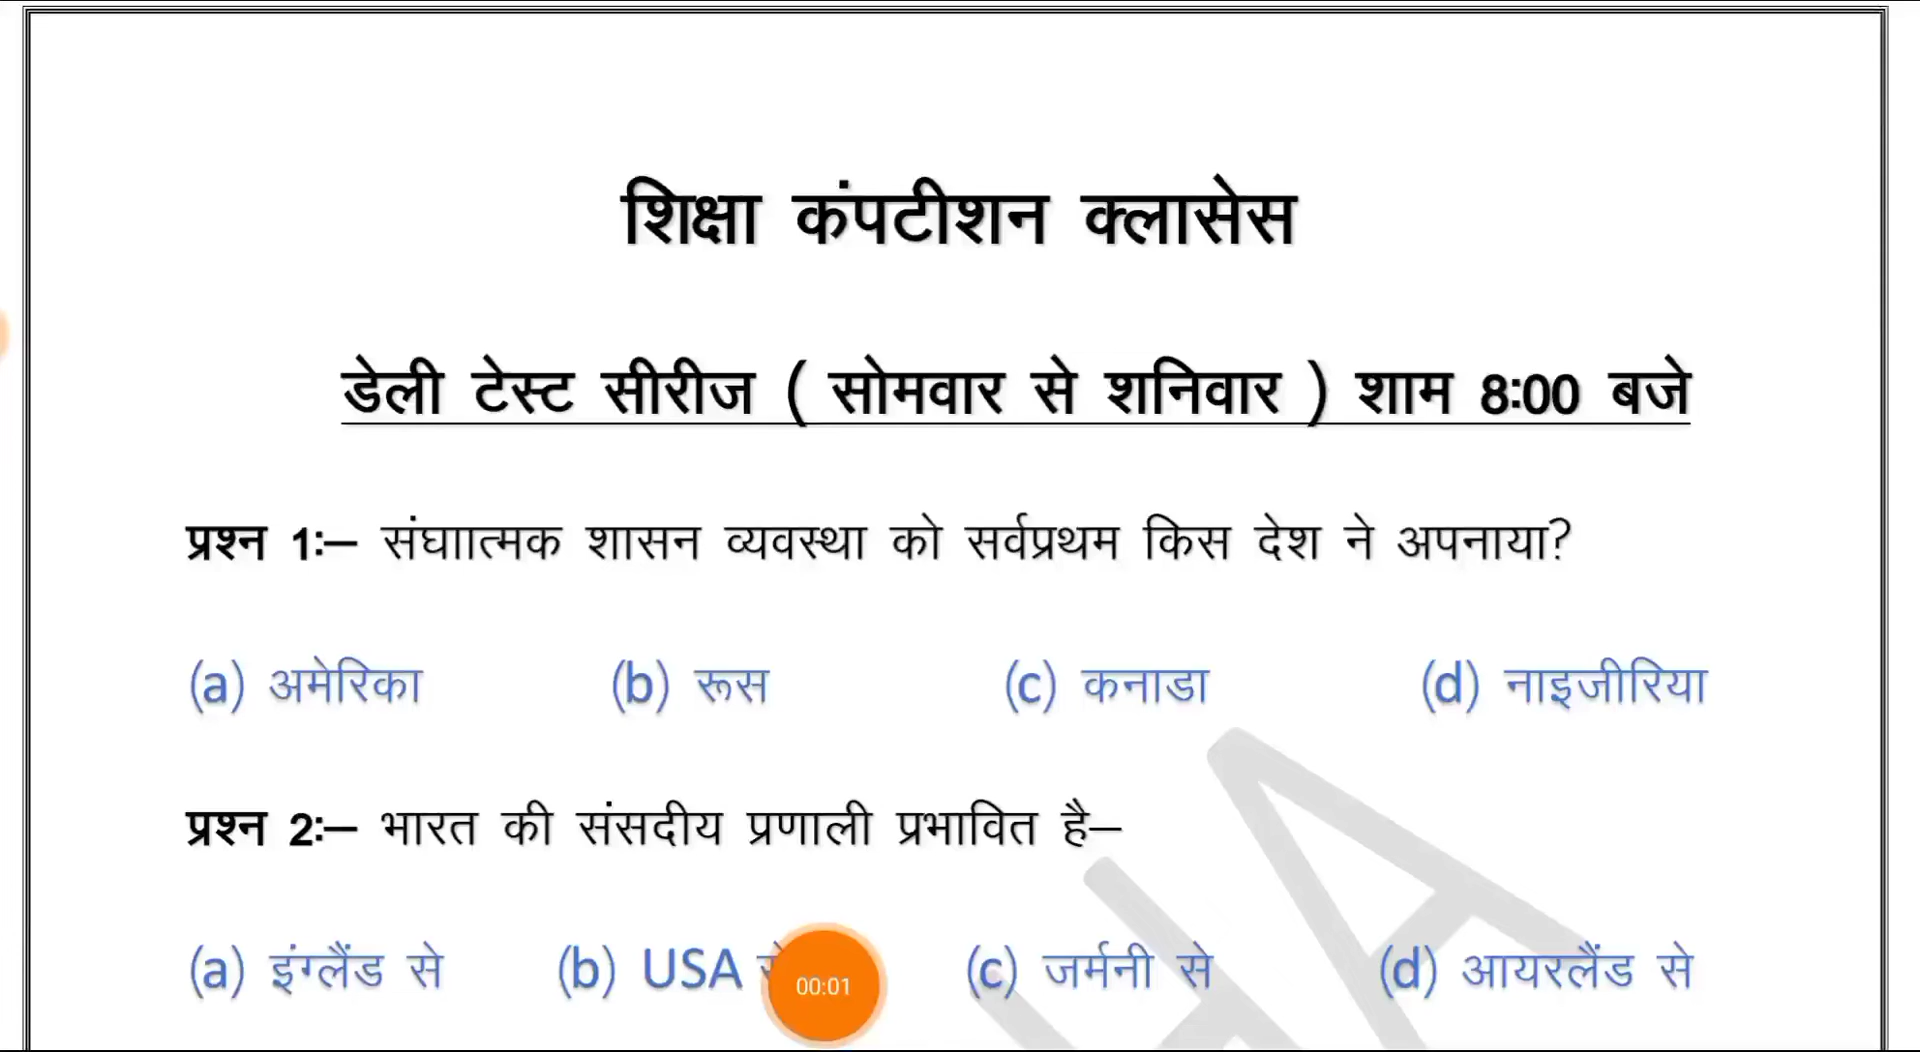 शिक्षा कंपटीशन क्लासेस
डेली टेस्ट सीरीज ( सोमवार से शनिवार ) शाम 8:00 बजे
प्रश्न 1:– संघाात्मक शासन व्यवस्था को सर्वप्रथम किस देश ने अपनाया?
(a) अमेरिका (b) रूस (c) कनाडा (d) नाइजीरिया
प्रश्न 2:– भारत की संसदीय प्रणाली प्रभावित है–
(a) इंग्लैंड से (b) USA (c) जर्मनी से (d) आयरलैंड से
00:01